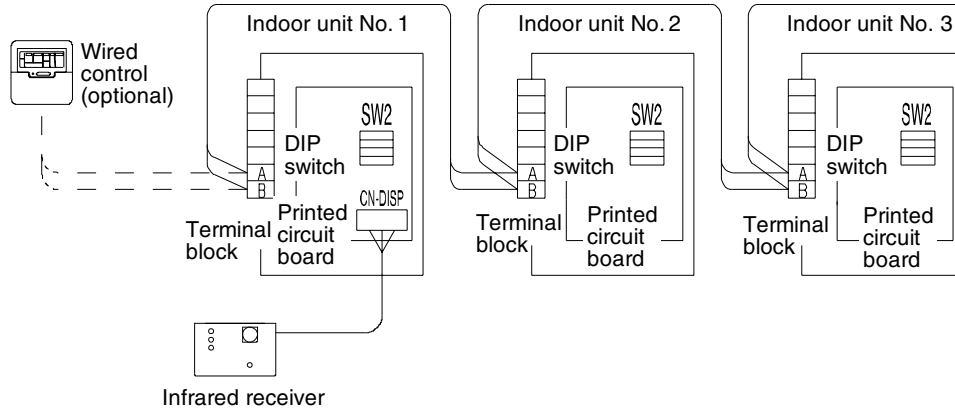 Indoor unit No. 1
Indoor unit No. 2
Indoor unit No. 3
Wired
control
(optional)
SW2
DIP
switch
A
B
CN-DISP
Terminal
block
Printed
circuit
board
SW2
DIP
switch
A
B
Terminal
block
Printed
circuit
board
SW2
DIP
switch
A
B
Terminal
block
Printed
circuit
board
Infrared receiver